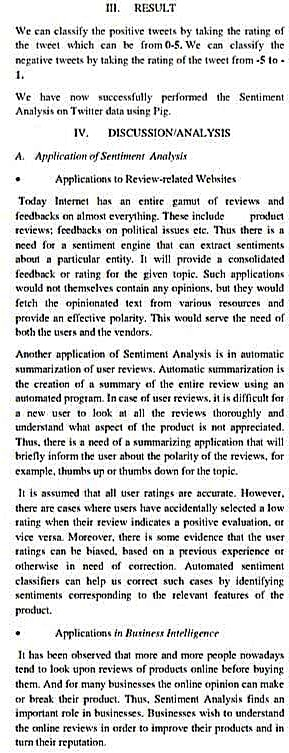 III. RESULT
We can classify the positive tweets by taking the rating of
the tweet which can be from 0-5. We can classify the
negative tweets by taking the rating of the tweet from -5 to -
1.
We have now successfully performed the Sentiment
Analysis on Twitter data using Pig.
IV. DISCUSSION/ANALYSIS
A. Application of Sentiment Analysis
• Applications to Review-related Websites
Today Internet has an entire gamut of reviews and
feedbacks on almost everything. These include product
reviews; feedbacks on political issues etc. Thus there is a
need for a sentiment engine that can extract sentiments
about a particular entity. It will provide a consolidated
feedback or rating for the given topic. Such applications
would not themselves contain any opinions, but they would
fetch the opinionated text from various resources and
provide an effective polarity. This would serve the need of
both the users and the vendors.
Another application of Sentiment Analysis is in automatic
summarization of user reviews. Automatic summarization is
the creation of a summary of the entire review using an
automated program. In case of user reviews, it is difficult for
a new user to look at all the reviews thoroughly and
understand what aspect of the product is not appreciated.
Thus, there is a need of a summarizing application that will
briefly inform the user about the polarity of the reviews, for
example, thumbs up or thumbs down for the topic.
It is assumed that all user ratings are accurate. However,
there are cases where users have accidentally selected a low
rating when their review indicates a positive evaluation, or
vice versa. Moreover, there is some evidence that the user
ratings can be biased, based on a previous experience or
otherwise in need of correction. Automated sentiment
classifiers can help us correct such cases by identifying
sentiments corresponding to the relevant features of the
product.
• Applications in Business Intelligence
It has been observed that more and more people nowadays
tend to look upon reviews of products online before buying
them. And for many businesses the online opinion can make
or break their product. Thus, Sentiment Analysis finds an
important role in businesses. Businesses wish to understand
the online reviews in order to improve their products and in
turn their reputation.